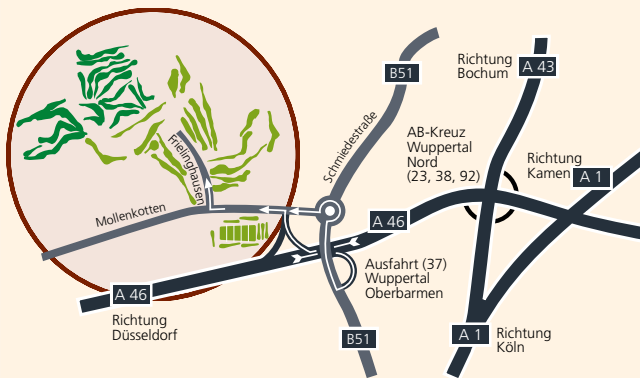 B51
Richtung
Bochum
A 43
Schmiedestraße
AB-Kreuz
Wuppertal
Nord
(23, 38, 92)
Richtung
Kamen
A 1
Frielinghausen
Mollenkotten
A 46
Ausfahrt (37)
Wuppertal
Oberbarmen
A 46
Richtung
Düsseldorf
B51
A 1
Richtung
Köln